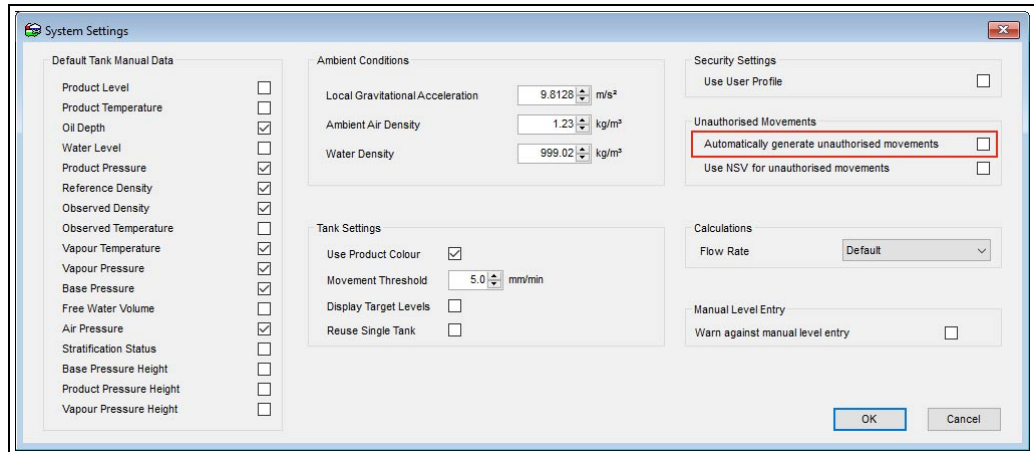 System Settings
Default Tank Manual Data
Product Level
Product Temperature
Oil Depth
Water Level
Product Pressure
Reference Density
Observed Density
Observed Temperature
Vapour Temperature
Vapour Pressure
Base Pressure
Free Water Volume
Air Pressure
Stratification Status
Base Pressure Height
Product Pressure Height
Vapour Pressure Height
Ambient Conditions
Local Gravitational Acceleration 9.8128 m/s²
Ambient Air Density 1.23 kg/m³
Water Density 999.02 kg/m³
Tank Settings
Use Product Colour
Movement Threshold 5.0 mm/min
Display Target Levels
Reuse Single Tank
Security Settings
Use User Profile
Unauthorised Movements
Automatically generate unauthorised movements
Use NSV for unauthorised movements
Calculations
Flow Rate Default
Manual Level Entry
Warn against manual level entry
OK Cancel